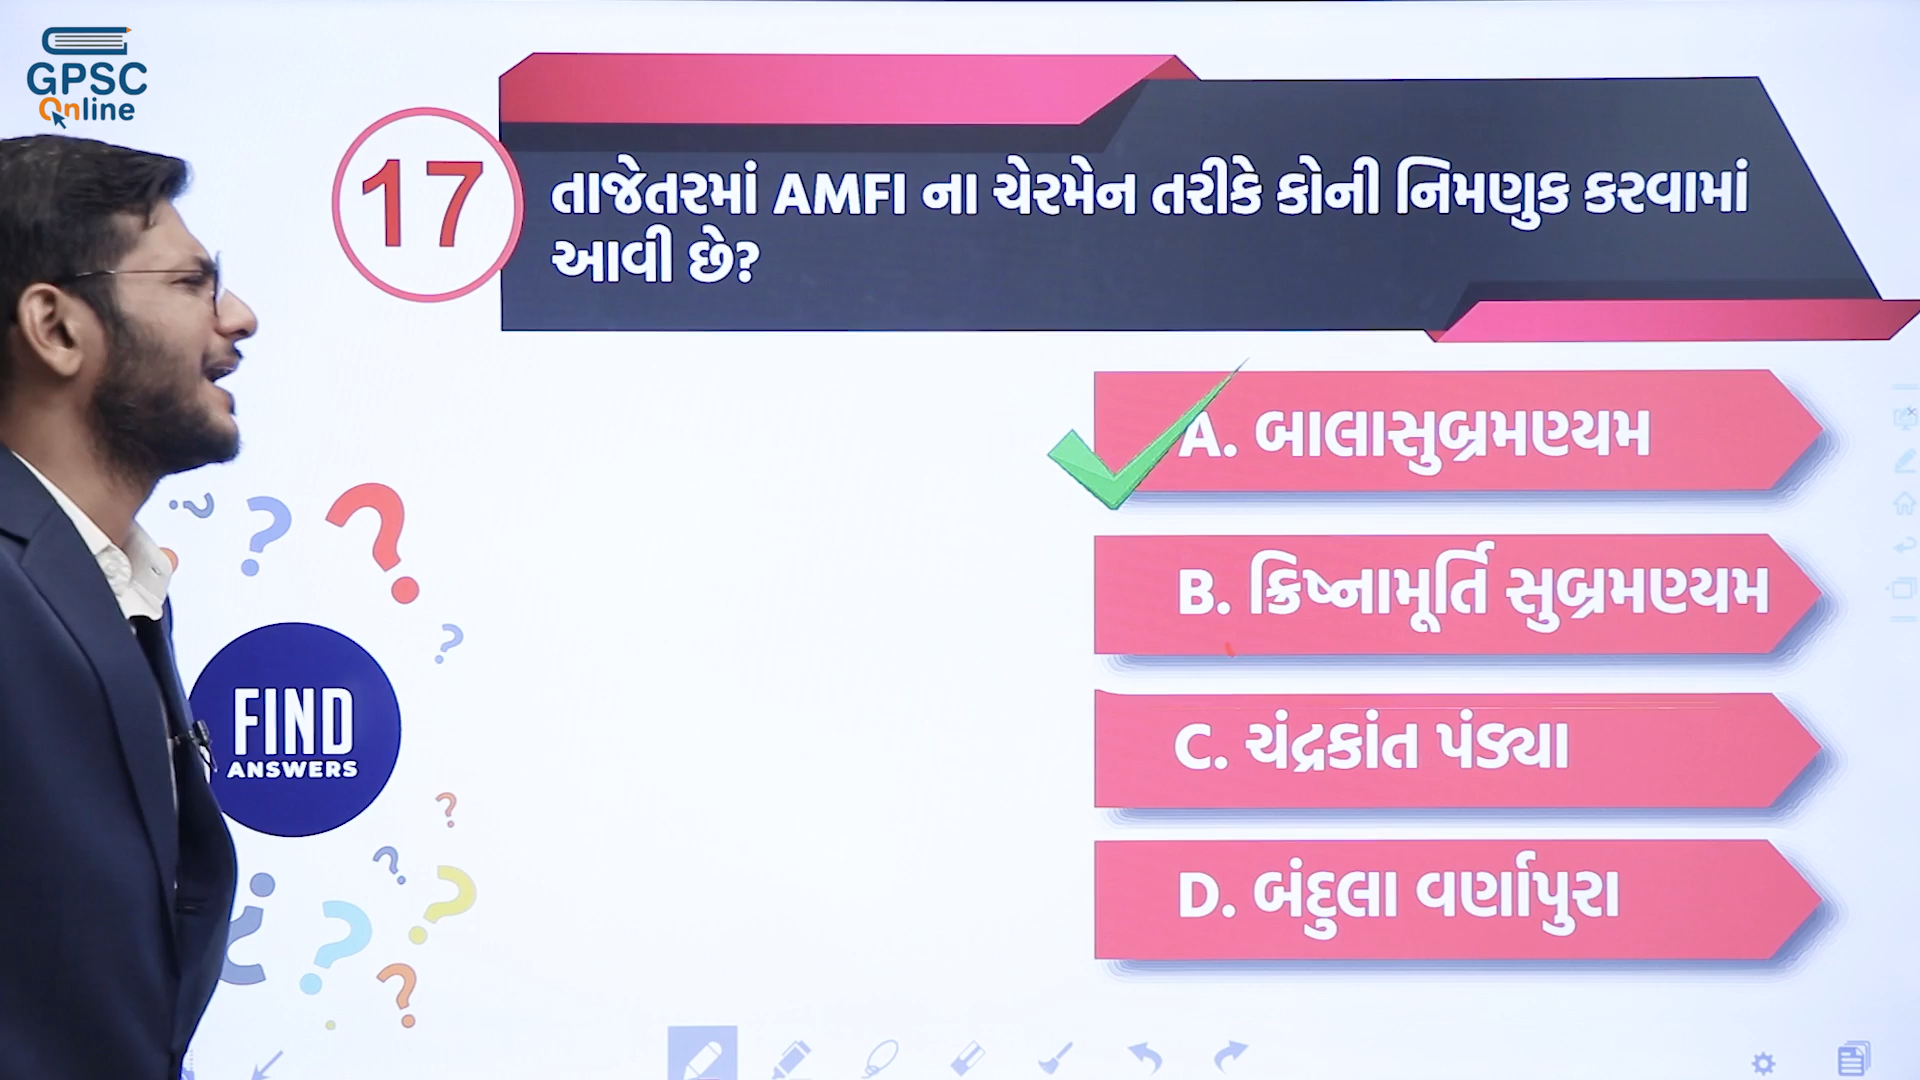 GPSC
Online
17
તાજેતરમાં AMFI ના ચેરમેન તરીકે કોની નિમણુક કરવામાં
આવી છે?
A. બાલાસુબ્રમણ્યમ
B. ક્રિષ્નામૂર્તિ સુબ્રમણ્યમ
C. ચંદ્રકાંત પંડ્યા
D. બંદુલા વર્ણાપુરા
FIND
ANSWERS